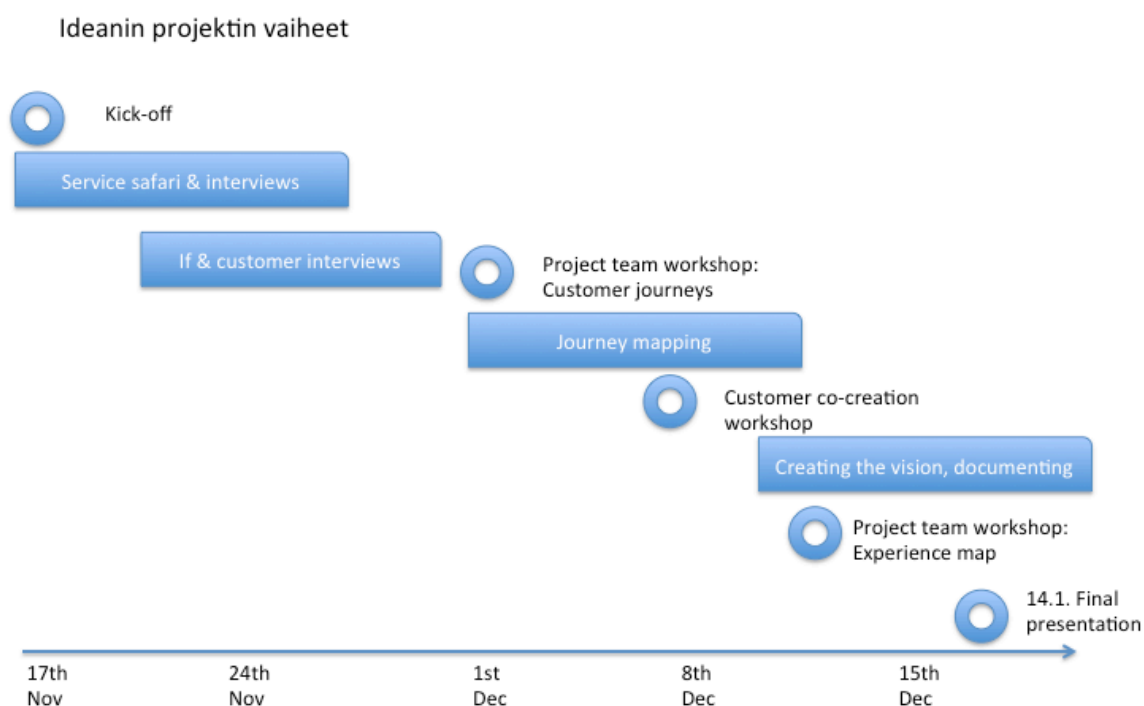 Ideanin projektin vaiheet
Kick-off
Service safari & interviews
If & customer interviews
Project team workshop:
Customer journeys
Journey mapping
Customer co-creation
workshop
Creating the vision, documenting
Project team workshop:
Experience map
14.1. Final
presentation
17th
Nov
24th
Nov
1st
Dec
8th
Dec
15th
Dec